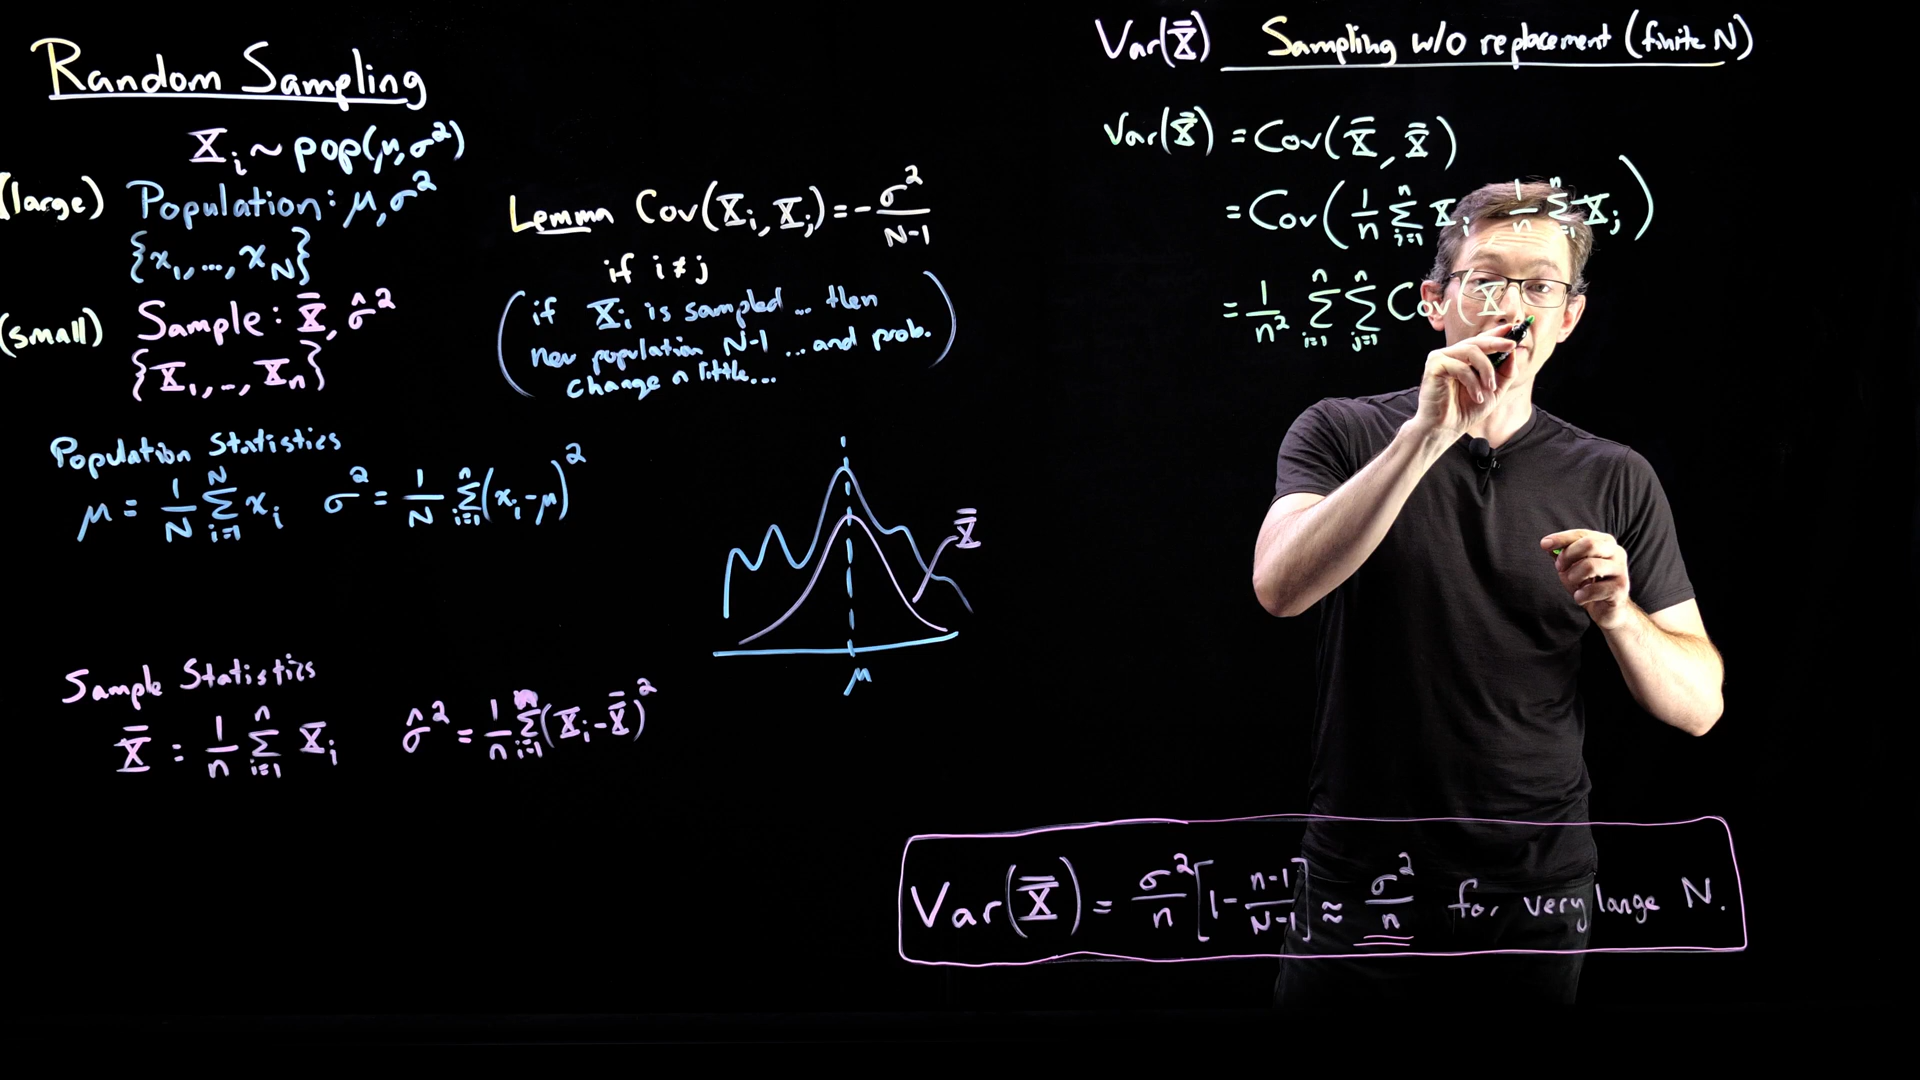 Random Sampling
X_i ~ pop(μ, σ²)
(large) Population: μ, σ²
{x_1, ..., x_N}
(small) Sample: X̄, σ̂²
{X_1, .., X_n}
Population Statistics
μ = 1/N Σ_{i=1}^{N} x_i   σ² = 1/N Σ_{i=1}^{n} (x_i - μ)²
Sample Statistics
X̄ = 1/n Σ_{i=1}^{n} X_i   σ̂² = 1/n Σ_{i=1} (X_i - X̄)²
Lemma Cov(X_i, X_j) = - σ²/(N-1)
if i ≠ j
(if X_i is sampled ... then
new population N-1 ... and prob.
change a little...)
X̄
μ
Var(X̄) Sampling w/o replacement (finite N)
Var(X̄) = Cov(X̄, X̄)
= Cov(1/n Σ_{i=1}^{n} X_i, 1/n Σ_{=1}^{n} X_j)
= 1/n² Σ_{i=1}^{n} Σ_{j=1}^{n} Cov(X
Var(X̄) = σ²/n [1 - (n-1)/(N-1)] ≈ σ²/n for very large N.